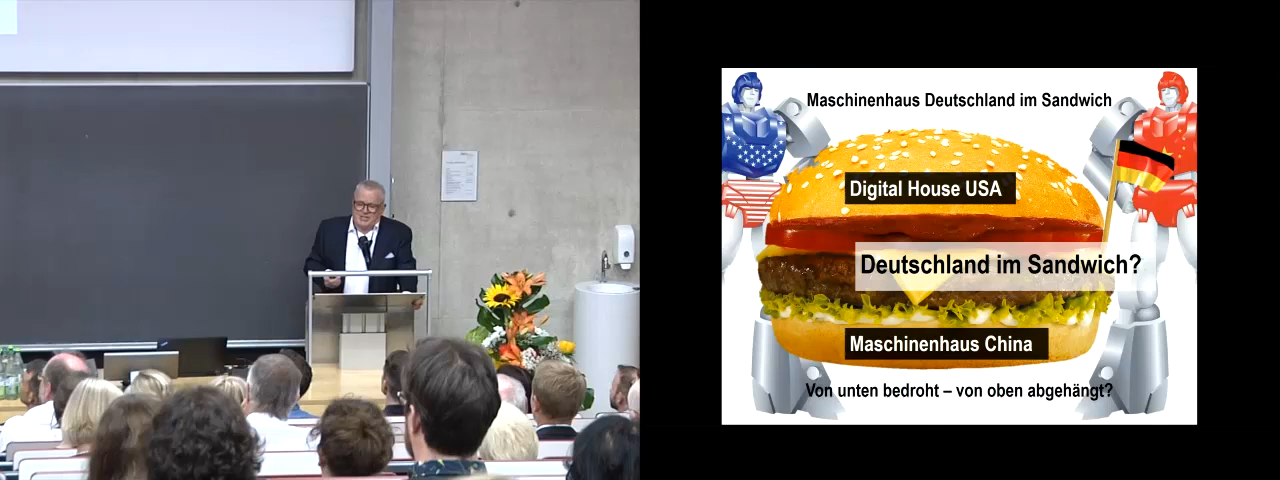 Maschinenhaus Deutschland im Sandwich
Digital House USA
Deutschland im Sandwich?
Maschinenhaus China
Von unten bedroht – von oben abgehängt?